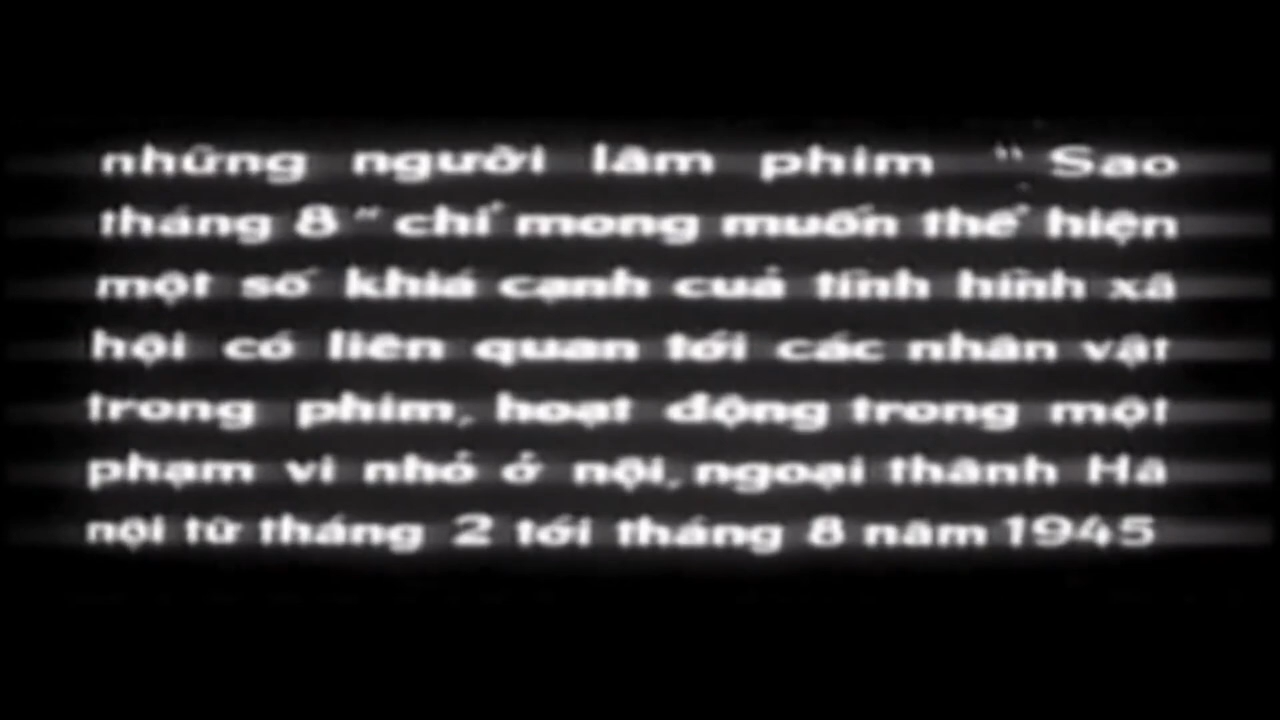 những người làm phim " Sao
tháng 8 " chỉ mong muốn thể hiện
một số khiá cạnh cuả tình hình xã
hội có liên quan tới các nhân vật
trong phim, hoạt động trong một
phạm vi nhỏ ở nội, ngoại thành Hà
nội từ tháng 2 tới tháng 8 năm 1945